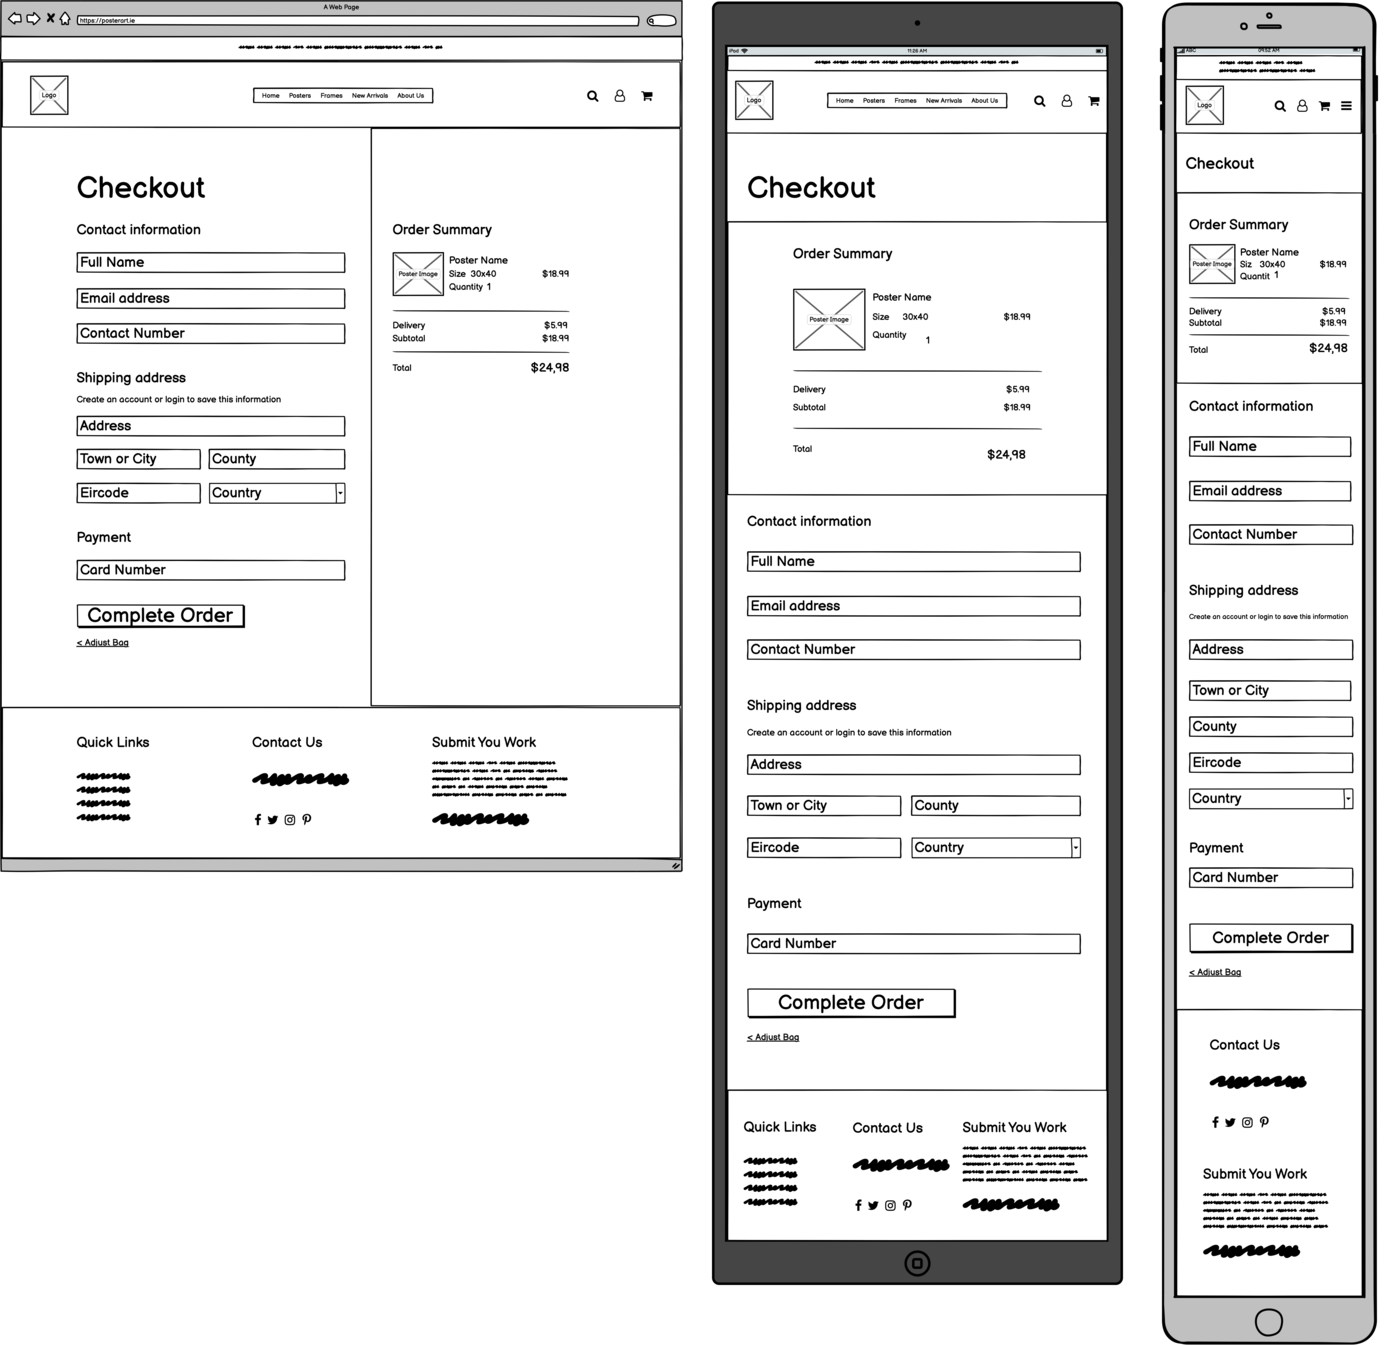 A Web Page
https://posterart.ie
Logo
Home Posters Frames New Arrivals About Us
Checkout
Contact information
Full Name
Email address
Contact Number
Shipping address
Create an account or login to save this information
Address
Town or City County
Eircode Country
Payment
Card Number
Complete Order
< Adjust Bag
Order Summary
Poster Image
Poster Name
Size 30x40 $18.99
Quantity 1
Delivery $5.99
Subtotal $18.99
Total $24,98
Quick Links
Contact Us
Submit You Work
iPad 11:26 AM
Logo
Home Posters Frames New Arrivals About Us
Checkout
Order Summary
Poster Image
Poster Name
Size 30x40 $18.99
Quantity 1
Delivery $5.99
Subtotal $18.99
Total $24,98
Contact information
Full Name
Email address
Contact Number
Shipping address
Create an account or login to save this information
Address
Town or City County
Eircode Country
Payment
Card Number
Complete Order
< Adjust Bag
Quick Links
Contact Us
Submit You Work
ABC 09:52 AM
Logo
Checkout
Order Summary
Poster Image
Poster Name
Siz 30x40 $18.99
Quantit 1
Delivery $5.99
Subtotal $18.99
Total $24,98
Contact information
Full Name
Email address
Contact Number
Shipping address
Create an account or login to save this information
Address
Town or City
County
Eircode
Country
Payment
Card Number
Complete Order
< Adjust Bag
Contact Us
Submit You Work